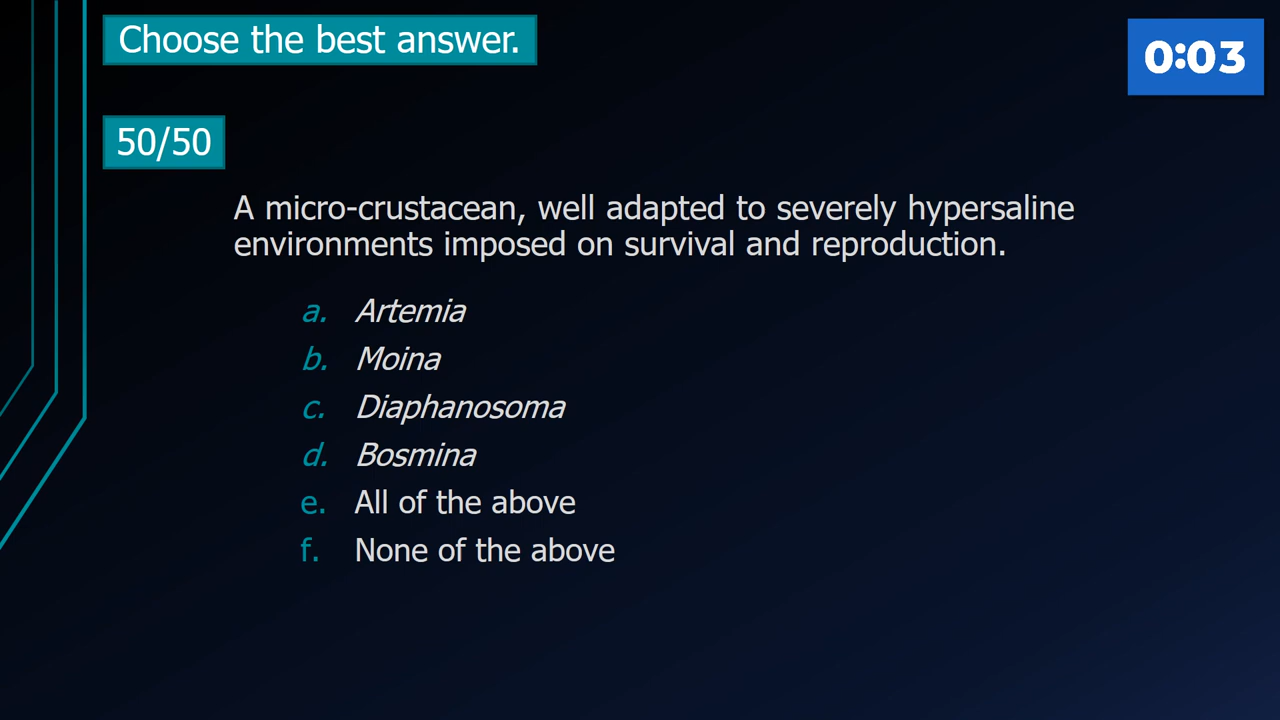 Choose the best answer.
0:03
50/50
A micro-crustacean, well adapted to severely hypersaline
environments imposed on survival and reproduction.
a. Artemia
b. Moina
c. Diaphanosoma
d. Bosmina
e. All of the above
f. None of the above